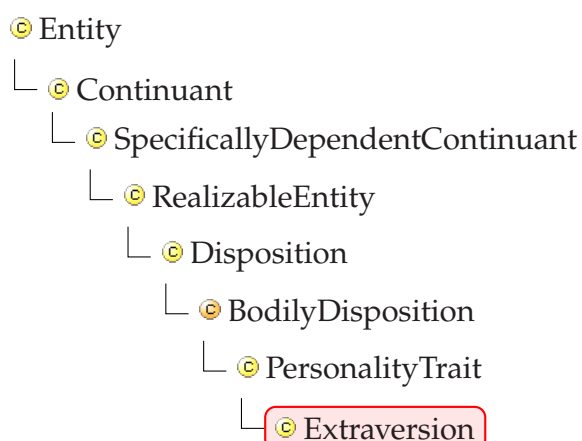 C Entity
C Continuant
C SpecificallyDependentContinuant
C RealizableEntity
C Disposition
C BodilyDisposition
C PersonalityTrait
C Extraversion